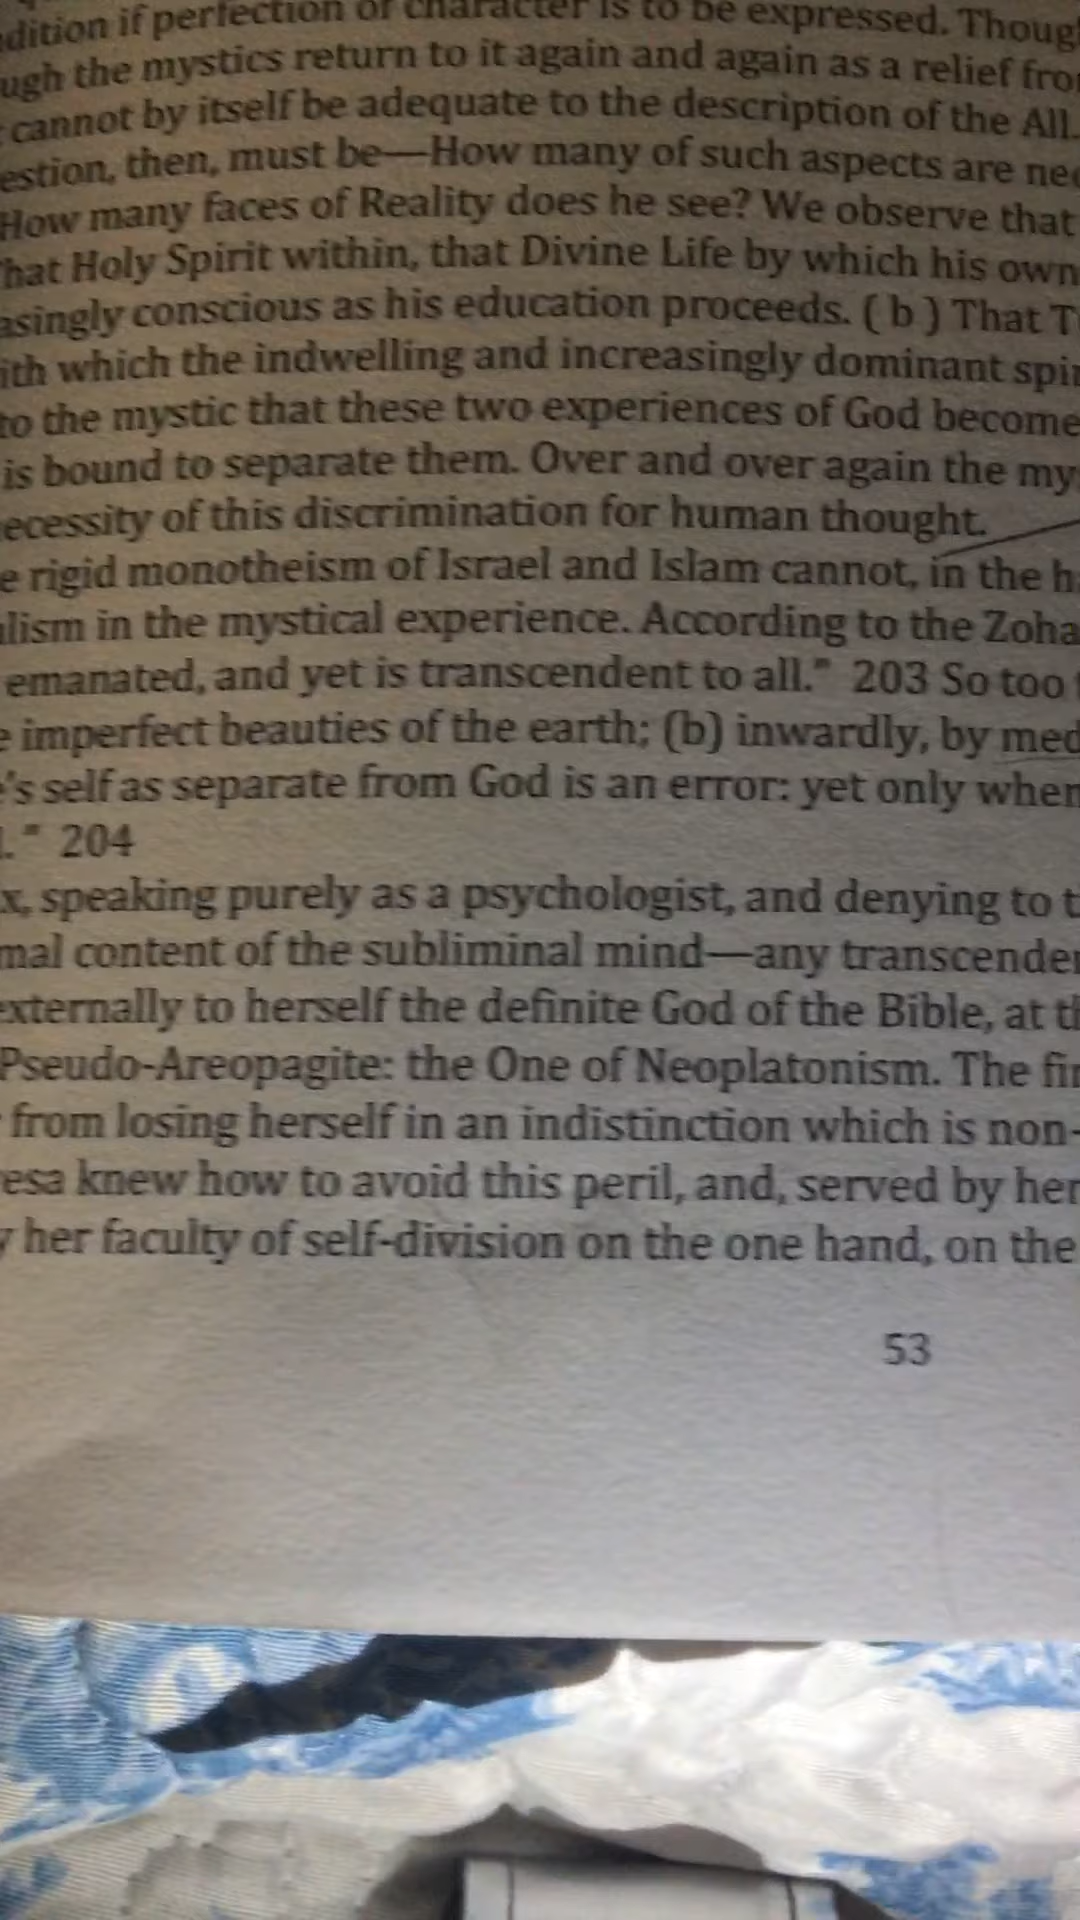 dition if perfection of character is to be expressed. Though
ugh the mystics return to it again and again as a relief from
cannot by itself be adequate to the description of the All.
estion, then, must be—How many of such aspects are nec
How many faces of Reality does he see? We observe that
hat Holy Spirit within, that Divine Life by which his own
asingly conscious as his education proceeds. ( b ) That T
ith which the indwelling and increasingly dominant spir
to the mystic that these two experiences of God become
is bound to separate them. Over and over again the mys
ecessity of this discrimination for human thought.
e rigid monotheism of Israel and Islam cannot, in the h
lism in the mystical experience. According to the Zoha
emanated, and yet is transcendent to all." 203 So too
e imperfect beauties of the earth; (b) inwardly, by med
's self as separate from God is an error: yet only when
." 204
x, speaking purely as a psychologist, and denying to t
mal content of the subliminal mind—any transcenden
externally to herself the definite God of the Bible, at th
Pseudo-Areopagite: the One of Neoplatonism. The fir
from losing herself in an indistinction which is non-
esa knew how to avoid this peril, and, served by her
y her faculty of self-division on the one hand, on the
53